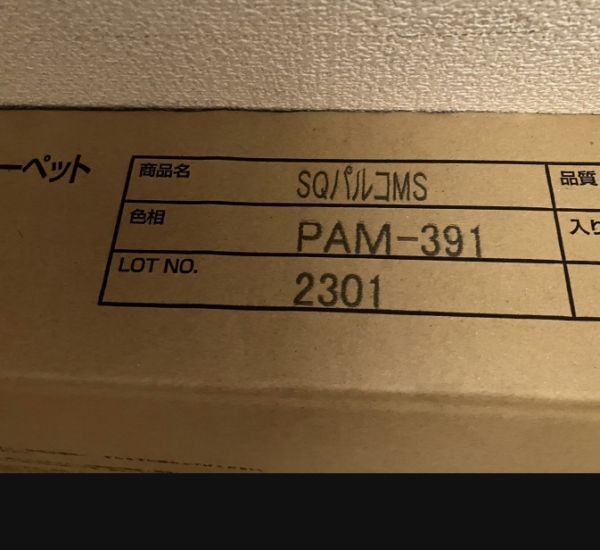 ーペット
商品名 SQパルコMS 品質
色相 PAM-391 入り
LOT NO. 2301